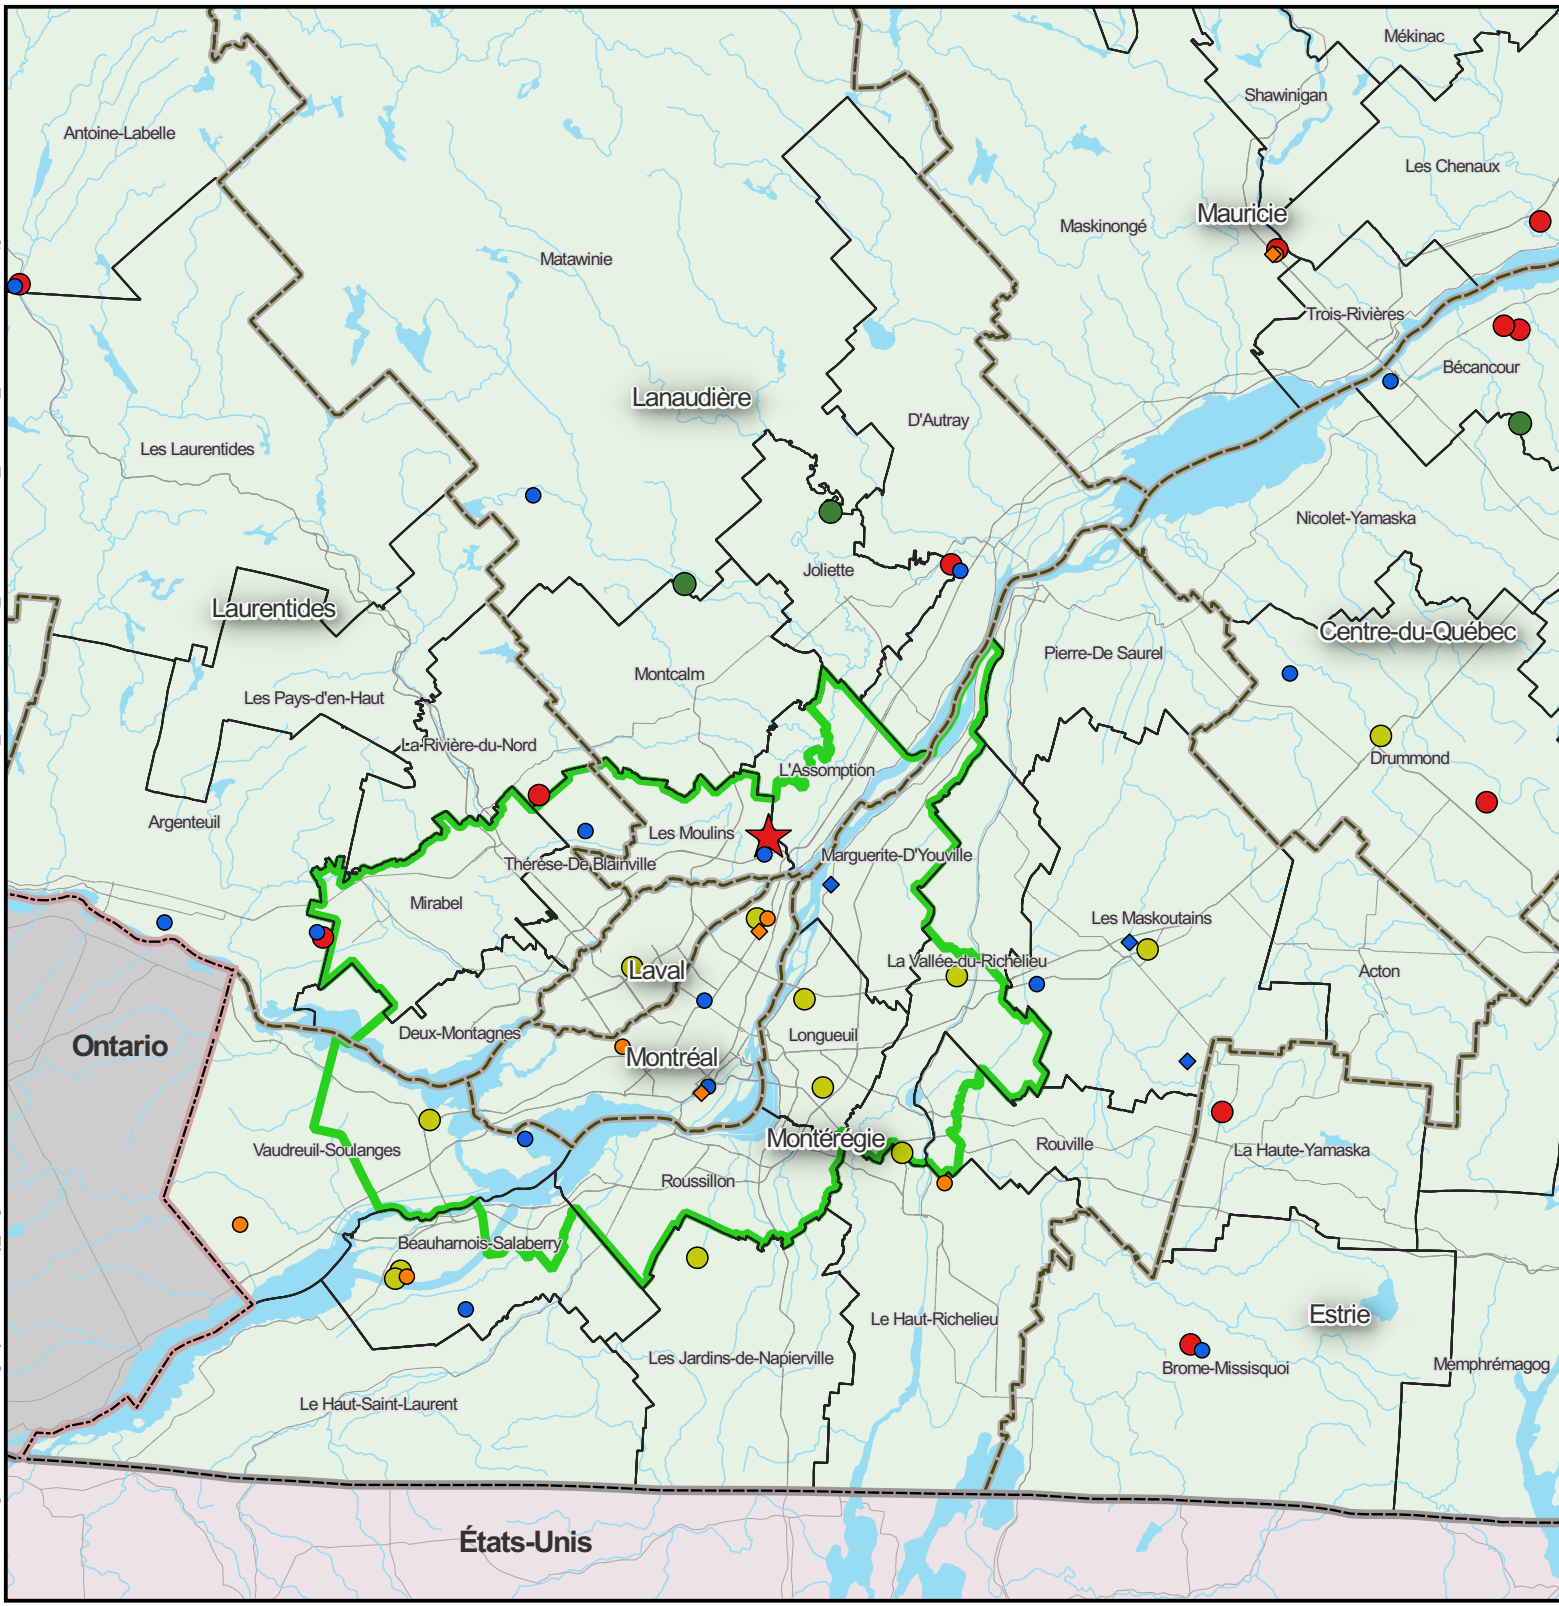 Mékinac
Shawinigan
Antoine-Labelle
Les Chenaux
Mauricie
Maskinongé
Matawinie
Trois-Rivières
Bécancour
Lanaudière
D'Autray
Les Laurentides
Nicolet-Yamaska
Joliette
Laurentides
Centre-du-Québec
Pierre-De Saurel
Montcalm
Les Pays-d'en-Haut
La Rivière-du-Nord
Drummond
L'Assomption
Argenteuil
Les Moulins
Marguerite-D'Youville
Thérèse-De Blainville
Mirabel
Les Maskoutains
La Vallée-du-Richelieu
Laval
Acton
Deux-Montagnes
Longueuil
Ontario
Montréal
Montérégie
Rouville
Vaudreuil-Soulanges
La Haute-Yamaska
Roussillon
Beauharnois-Salaberry
Estrie
Le Haut-Richelieu
Les Jardins-de-Napierville
Memphrémagog
Brome-Missisquoi
Le Haut-Saint-Laurent
États-Unis